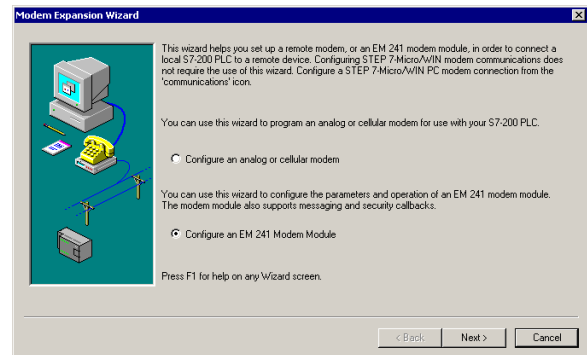 Modem Expansion Wizard
This wizard helps you set up a remote modem, or an EM 241 modem module, in order to connect a
local S7-200 PLC to a remote device. Configuring STEP 7-Micro/WIN modem communications does
not require the use of this wizard. Configure a STEP 7-Micro/WIN PC modem connection from the
'communications' icon.
You can use this wizard to program an analog or cellular modem for use with your S7-200 PLC.
Configure an analog or cellular modem
You can use this wizard to configure the parameters and operation of an EM 241 modem module.
The modem module also supports messaging and security callbacks.
Configure an EM 241 Modem Module
Press F1 for help on any Wizard screen.
< Back
Next >
Cancel